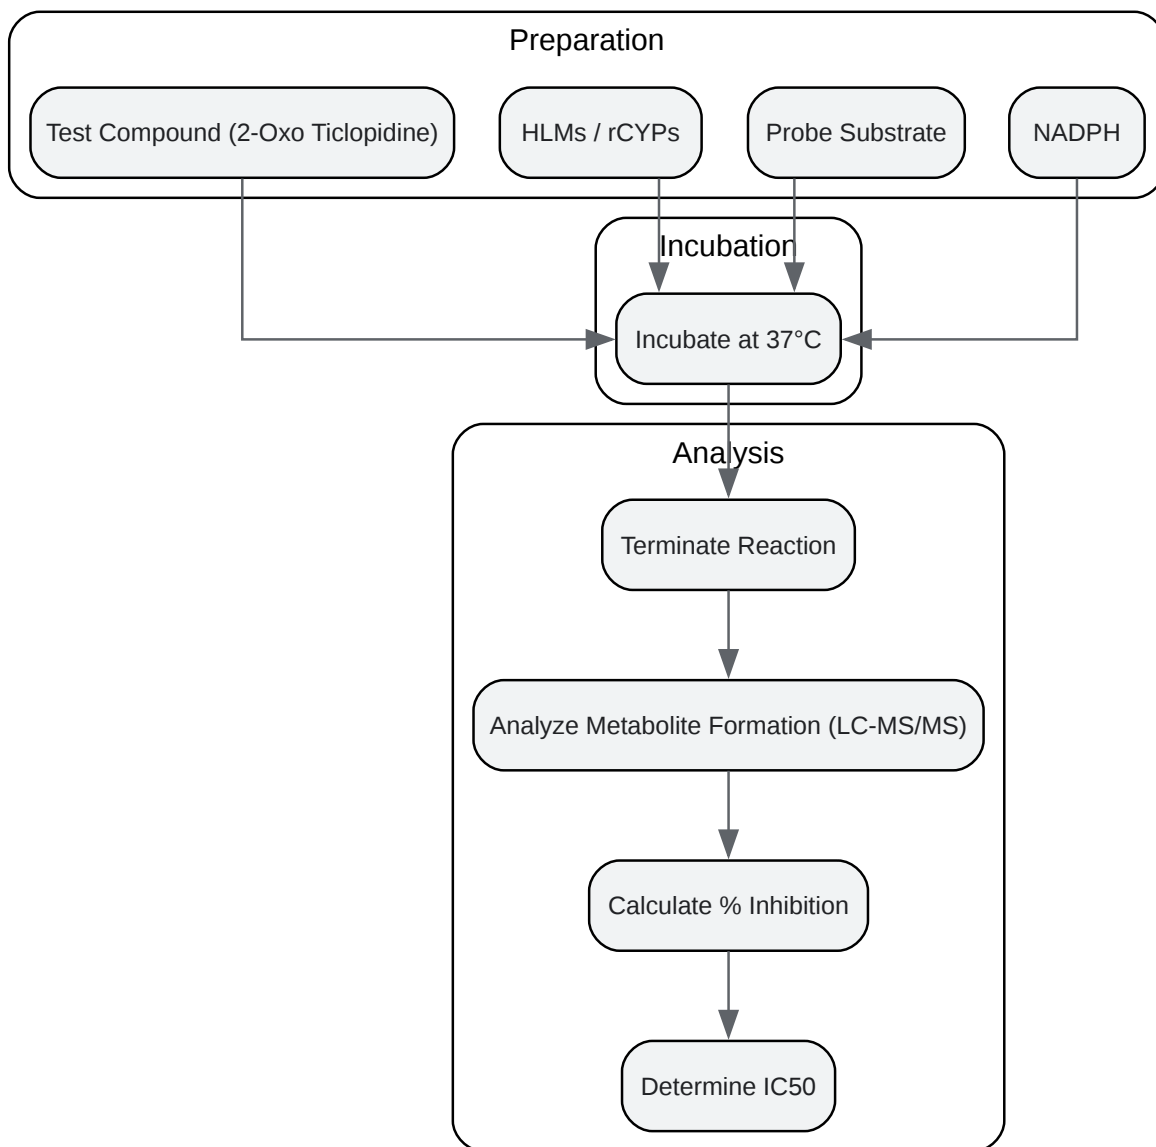 Preparation
Test Compound (2-Oxo Ticlopidine)
HLMs / rCYPs
Probe Substrate
NADPH
Incubation
Incubate at 37°C
Analysis
Terminate Reaction
Analyze Metabolite Formation (LC-MS/MS)
Calculate % Inhibition
Determine IC50